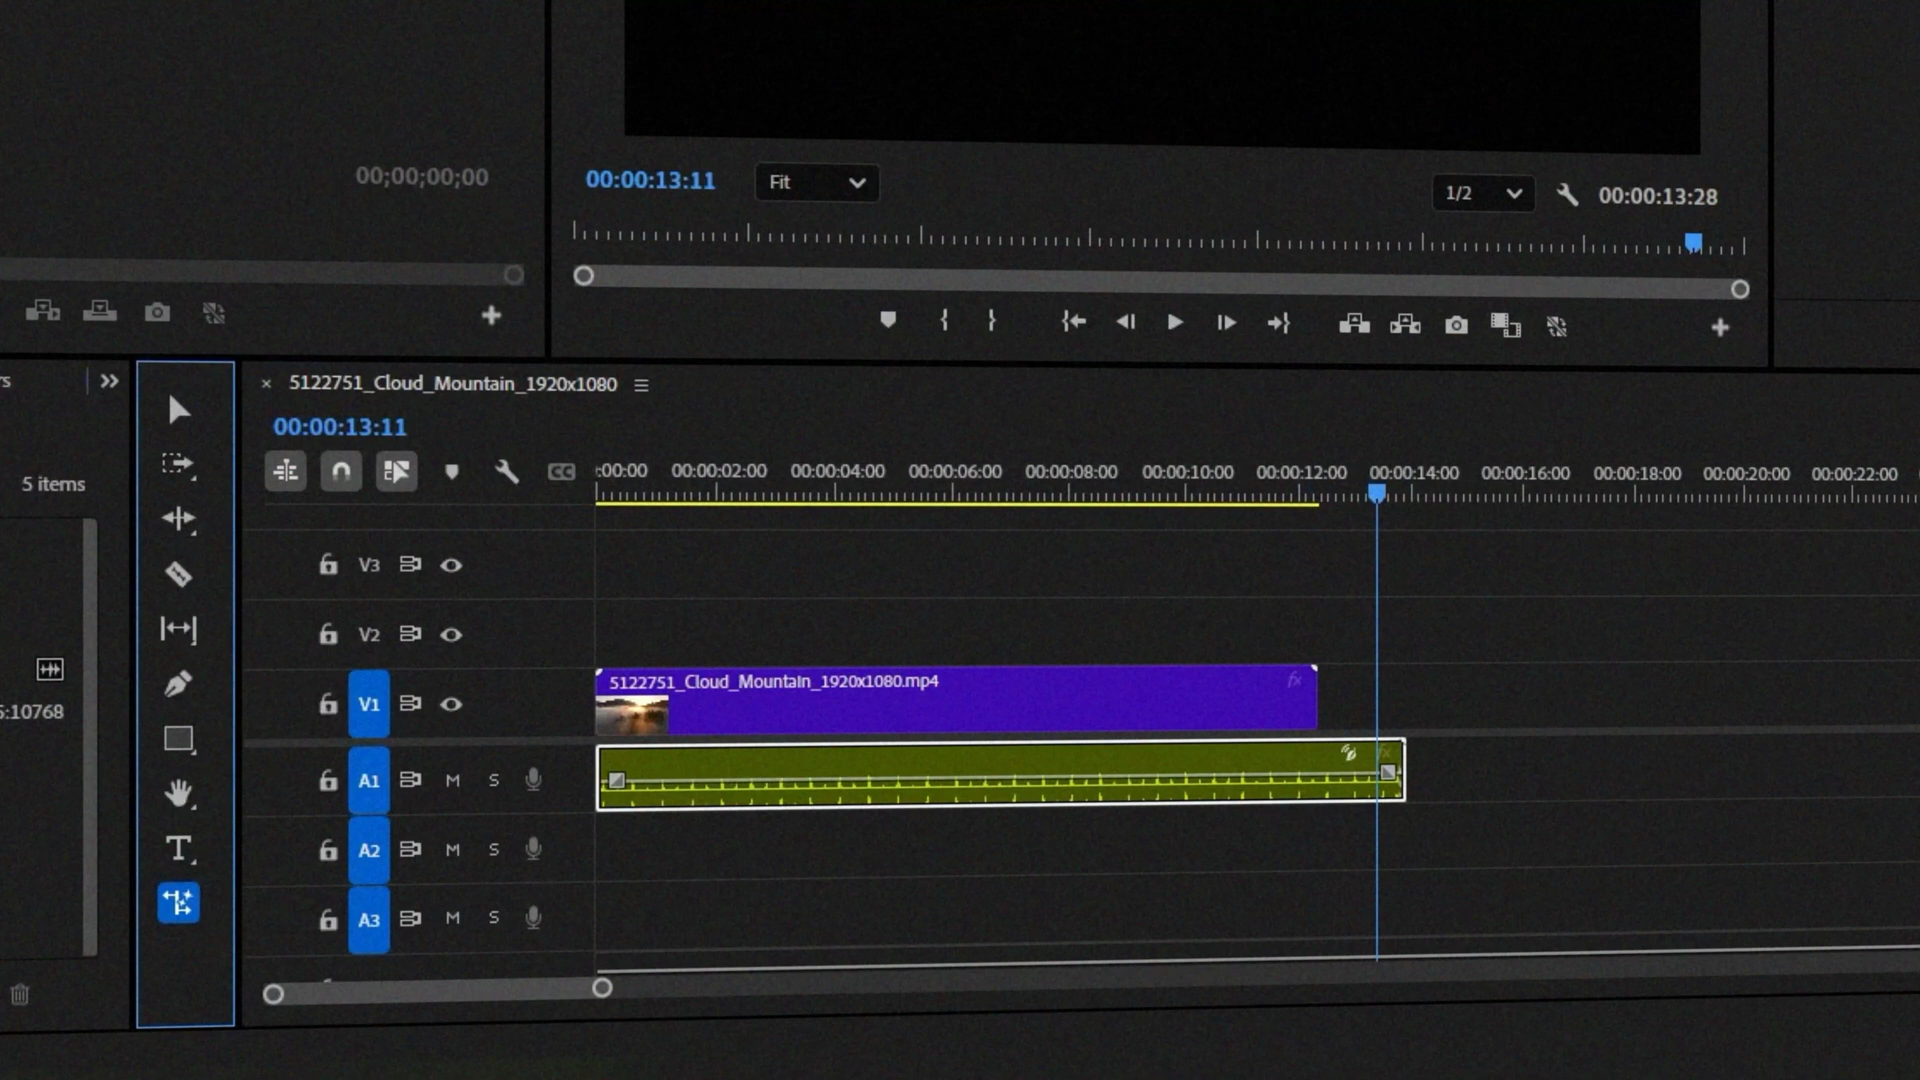 00;00;00;00
00:00:13:11
Fit
1/2
00:00:13:28
5122751_Cloud_Mountain_1920x1080
00:00:13:11
5 items
:00:00
00:00:02:00
00:00:04:00
00:00:06:00
00:00:08:00
00:00:10:00
00:00:12:00
00:00:14:00
00:00:16:00
00:00:18:00
00:00:20:00
00:00:22:00
CC
V3
V2
V1
5122751_Cloud_Mountain_1920x1080.mp4
fx
:10768
A1 M S
fx
A2 M S
A3 M S